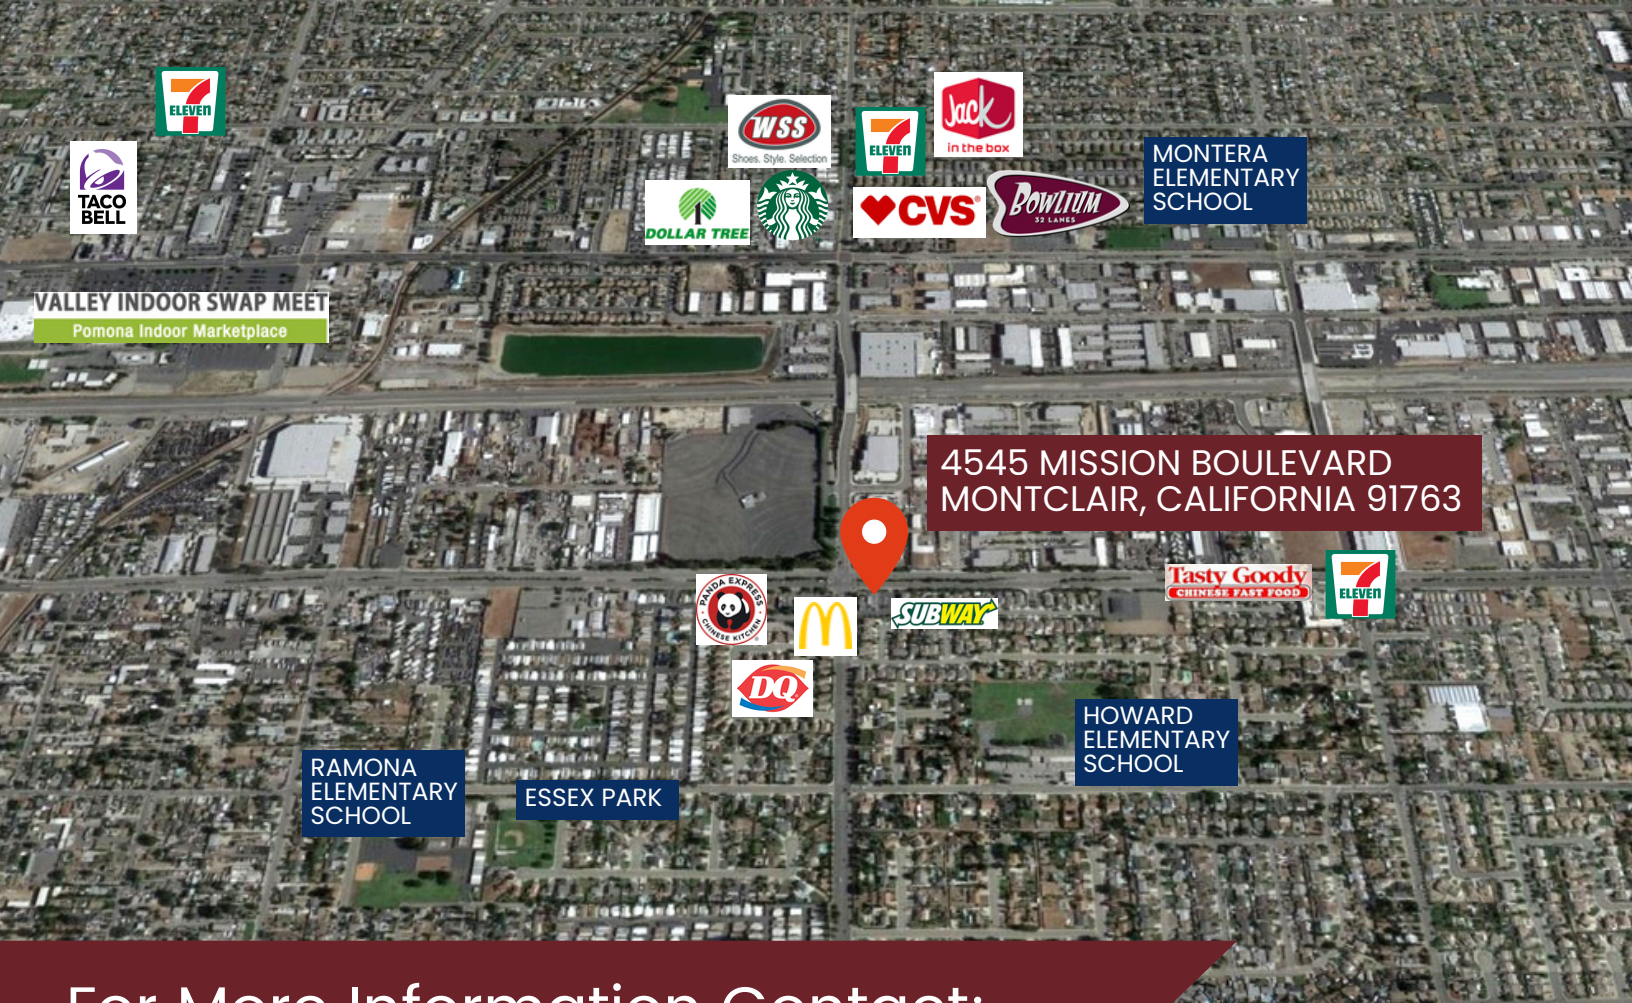 7
ELEVEN
TACO
BELL
VALLEY INDOOR SWAP MEET
Pomona Indoor Marketplace
WSS
Shoes. Style. Selection
7
ELEVEN
Jack
in the box
DOLLAR TREE
CVS
BOWLIUM
32 LANES
MONTERA
ELEMENTARY
SCHOOL
4545 MISSION BOULEVARD
MONTCLAIR, CALIFORNIA 91763
PANDA EXPRESS
CHINESE KITCHEN
SUBWAY
Tasty Goody
CHINESE FAST FOOD
7
ELEVEN
DQ
HOWARD
ELEMENTARY
SCHOOL
RAMONA
ELEMENTARY
SCHOOL
ESSEX PARK
For More Information Contact: